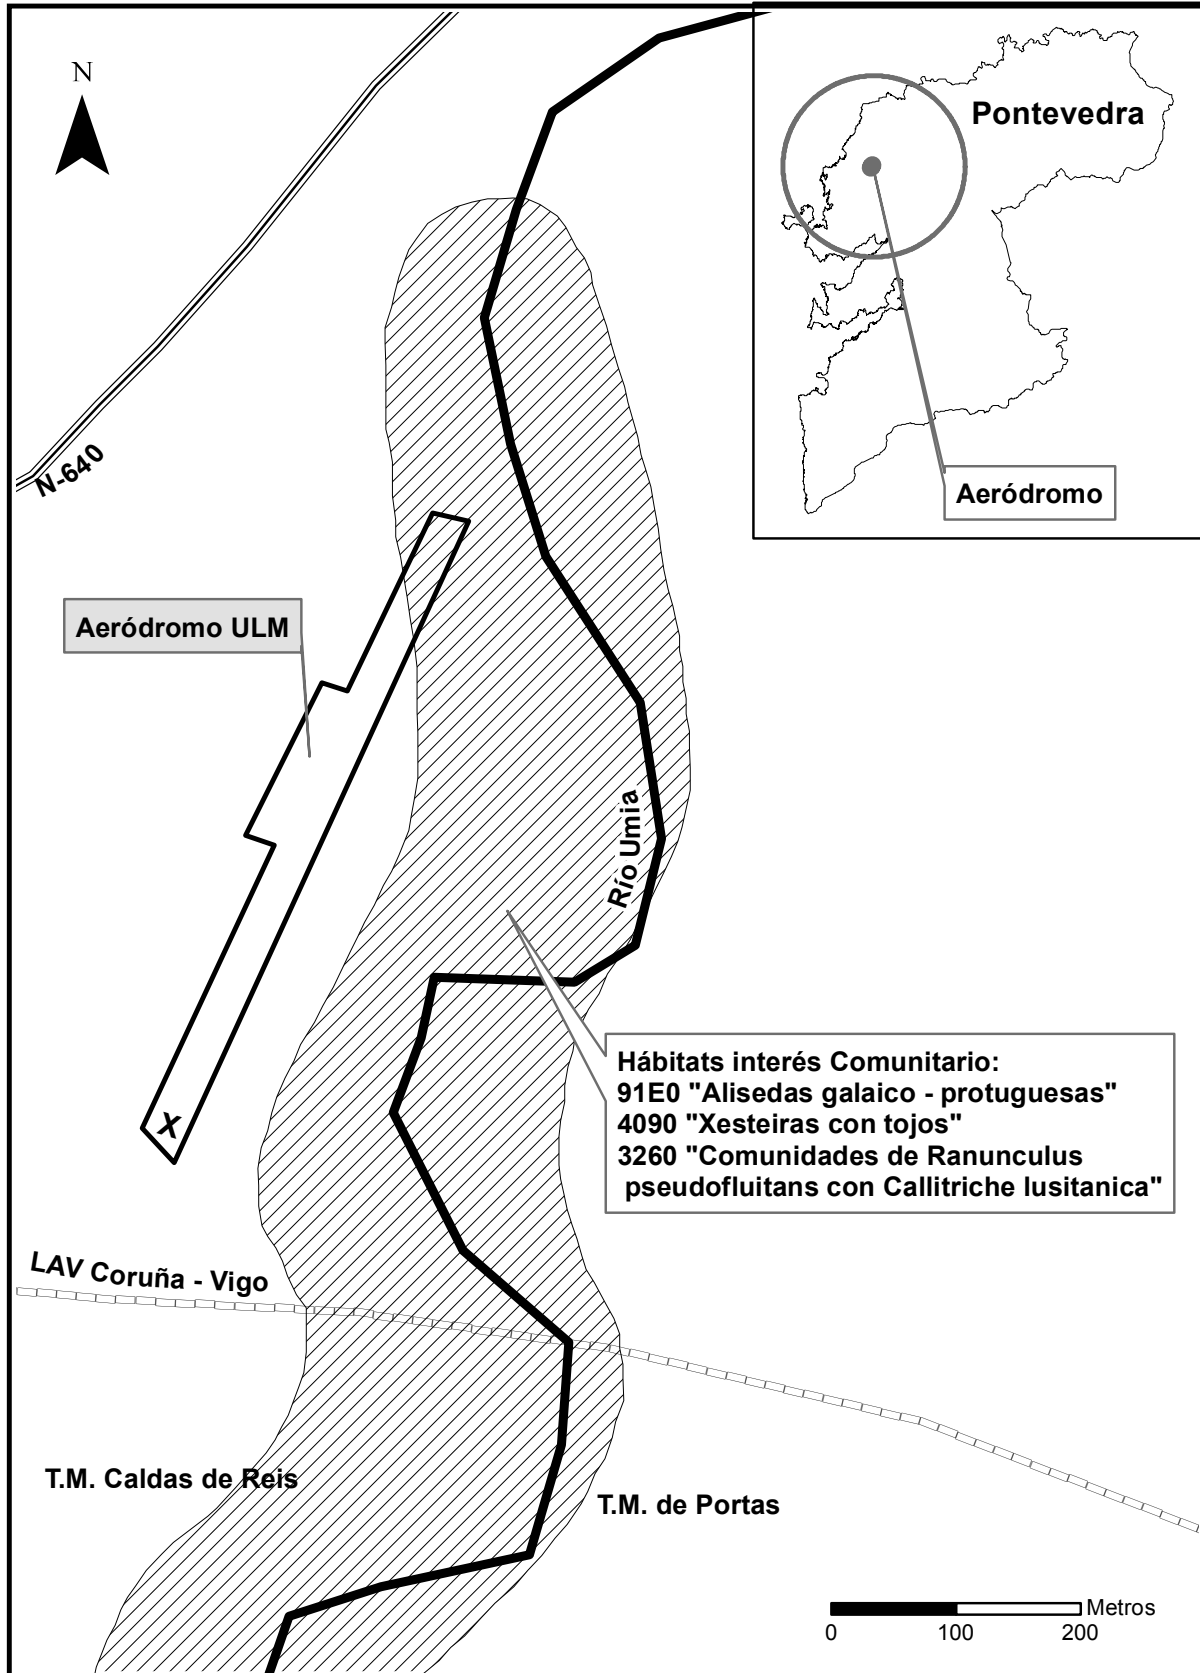 N
Pontevedra
Aeródromo
N-640
Aeródromo ULM
Río Umia
Hábitats interés Comunitario:
91E0 "Alisedas galaico - protuguesas"
4090 "Xesteiras con tojos"
3260 "Comunidades de Ranunculus
pseudofluitans con Callitriche lusitanica"
X
LAV Coruña - Vigo
T.M. Caldas de Reis
T.M. de Portas
Metros
0 100 200